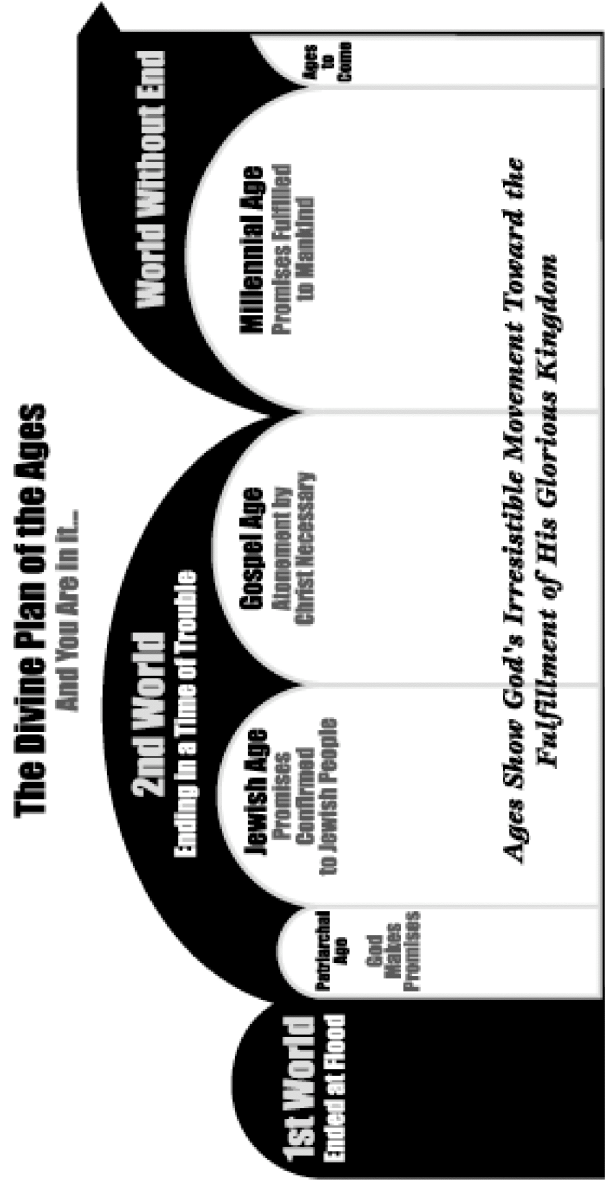 The Divine Plan of the Ages
And You Are in it...
1st World
Ended at Flood
2nd World
Ending in a Time of Trouble
World Without End
Patriarchal
Age
God
Makes
Promises
Jewish Age
Promises
Confirmed
to Jewish People
Gospel Age
Atonement by
Christ Necessary
Millennial Age
Promises Fulfilled
to Mankind
Ages
to
Come
Ages Show God's Irresistible Movement Toward the
Fulfillment of His Glorious Kingdom